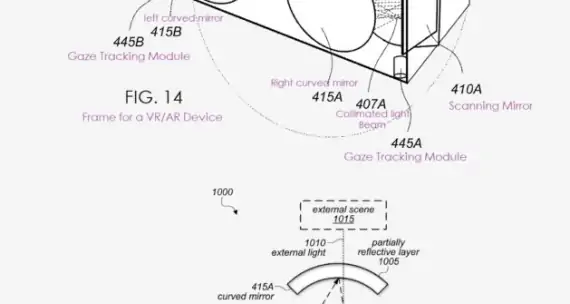 left curved mirror
445B
415B
Gaze Tracking Module
Right curved mirror
415A
407A
Collimated light
Beam
410A
Scanning Mirror
FIG. 14
Frame for a VR/AR Device
445A
Gaze Tracking Module
1000
external scene
1015
1010
external light
partially
reflective layer
1005
415A
curved mirror